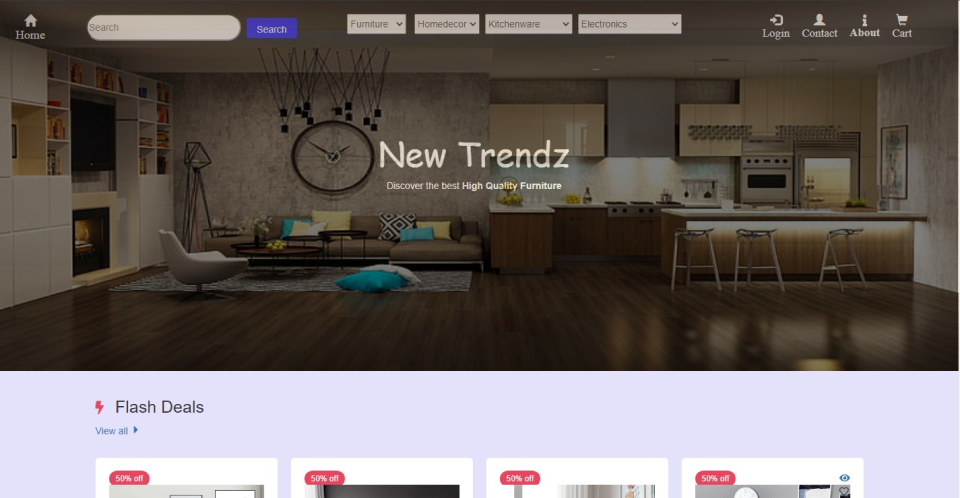 Home
Search
Search
Furniture
Homedecor
Kitchenware
Electronics
Login
Contact
About
Cart
New Trendz
Discover the best High Quality Furniture
Flash Deals
View all
50% off
50% off
50% off
50% off